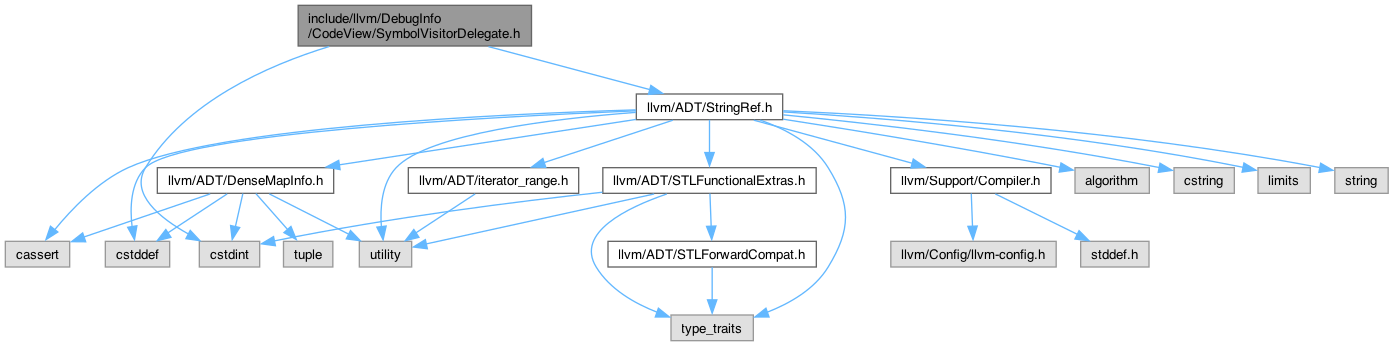 include/llvm/DebugInfo
/CodeView/SymbolVisitorDelegate.h
llvm/ADT/StringRef.h
llvm/ADT/DenseMapInfo.h
llvm/ADT/iterator_range.h
llvm/ADT/STLFunctionalExtras.h
llvm/Support/Compiler.h
algorithm
cstring
limits
string
cassert
cstddef
cstdint
tuple
utility
llvm/ADT/STLForwardCompat.h
llvm/Config/llvm-config.h
stddef.h
type_traits